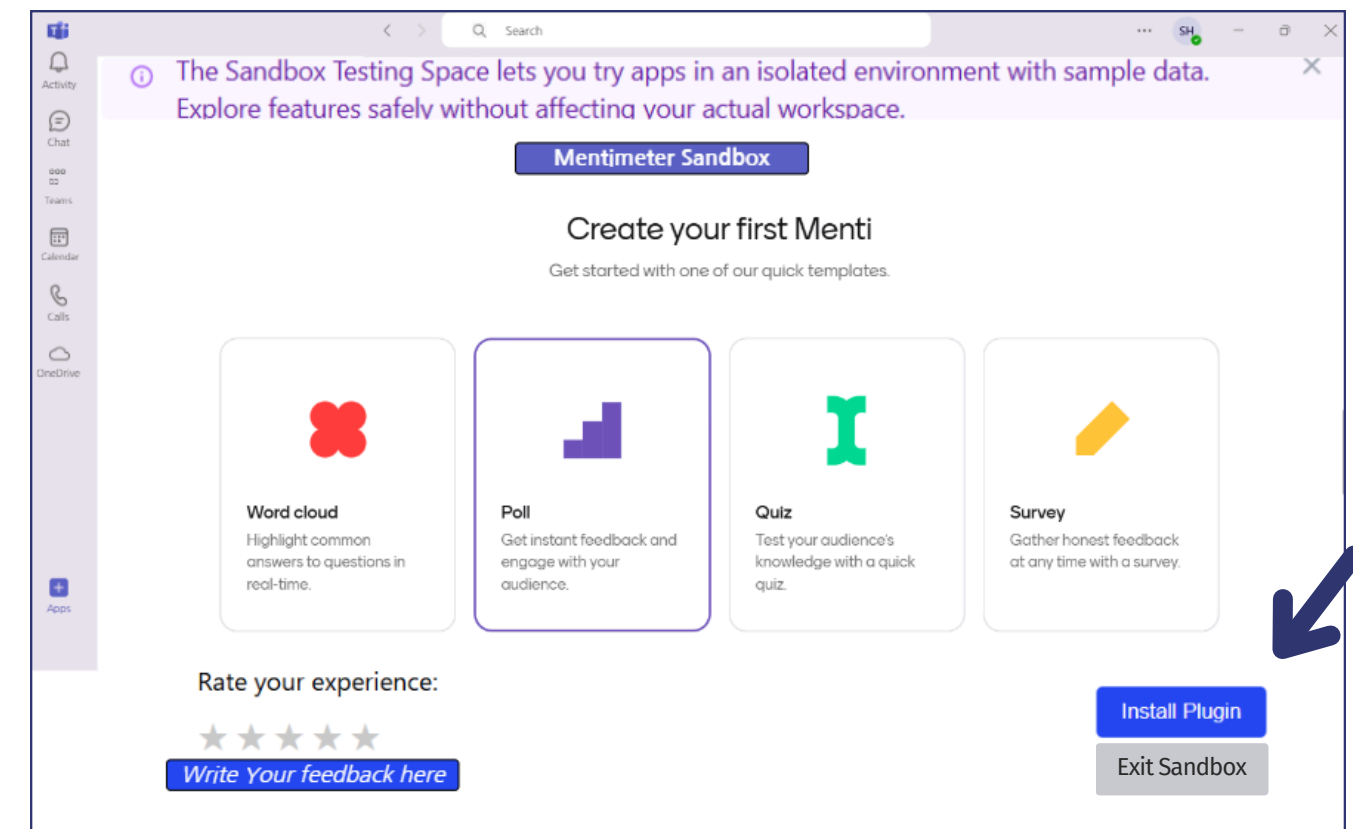 Search
SH
Activity
Chat
Teams
Calendar
Calls
OneDrive
Apps
The Sandbox Testing Space lets you try apps in an isolated environment with sample data.
Explore features safely without affecting your actual workspace.
Mentimeter Sandbox
Create your first Menti
Get started with one of our quick templates.
Word cloud
Highlight common
answers to questions in
real-time.
Poll
Get instant feedback and
engage with your
audience.
Quiz
Test your audience's
knowledge with a quick
quiz.
Survey
Gather honest feedback
at any time with a survey.
Rate your experience:
Write Your feedback here
Install Plugin
Exit Sandbox